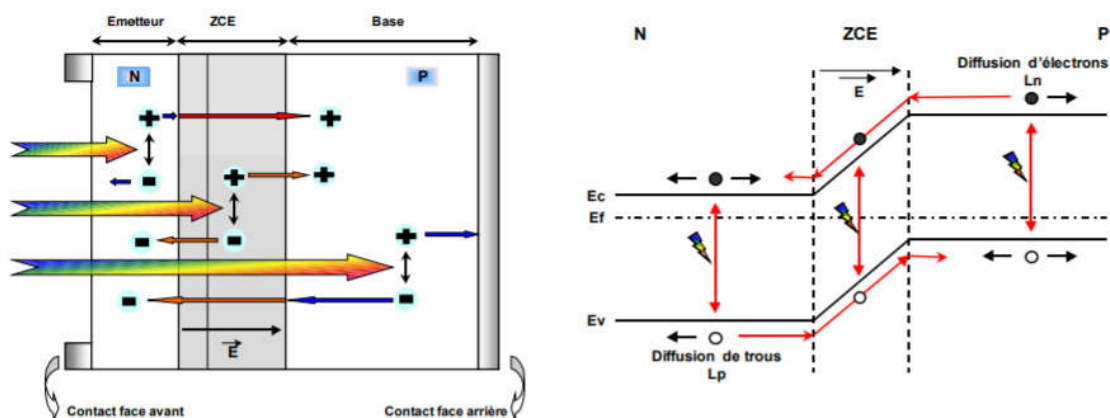 Emetteur ZCE Base
N P
+ +
+ +
-
- - +
- -
E
Contact face avant Contact face arrière
N ZCE P
Diffusion d'électrons
Ln
E
Ec
Ef
Ev
Diffusion de trous
Lp